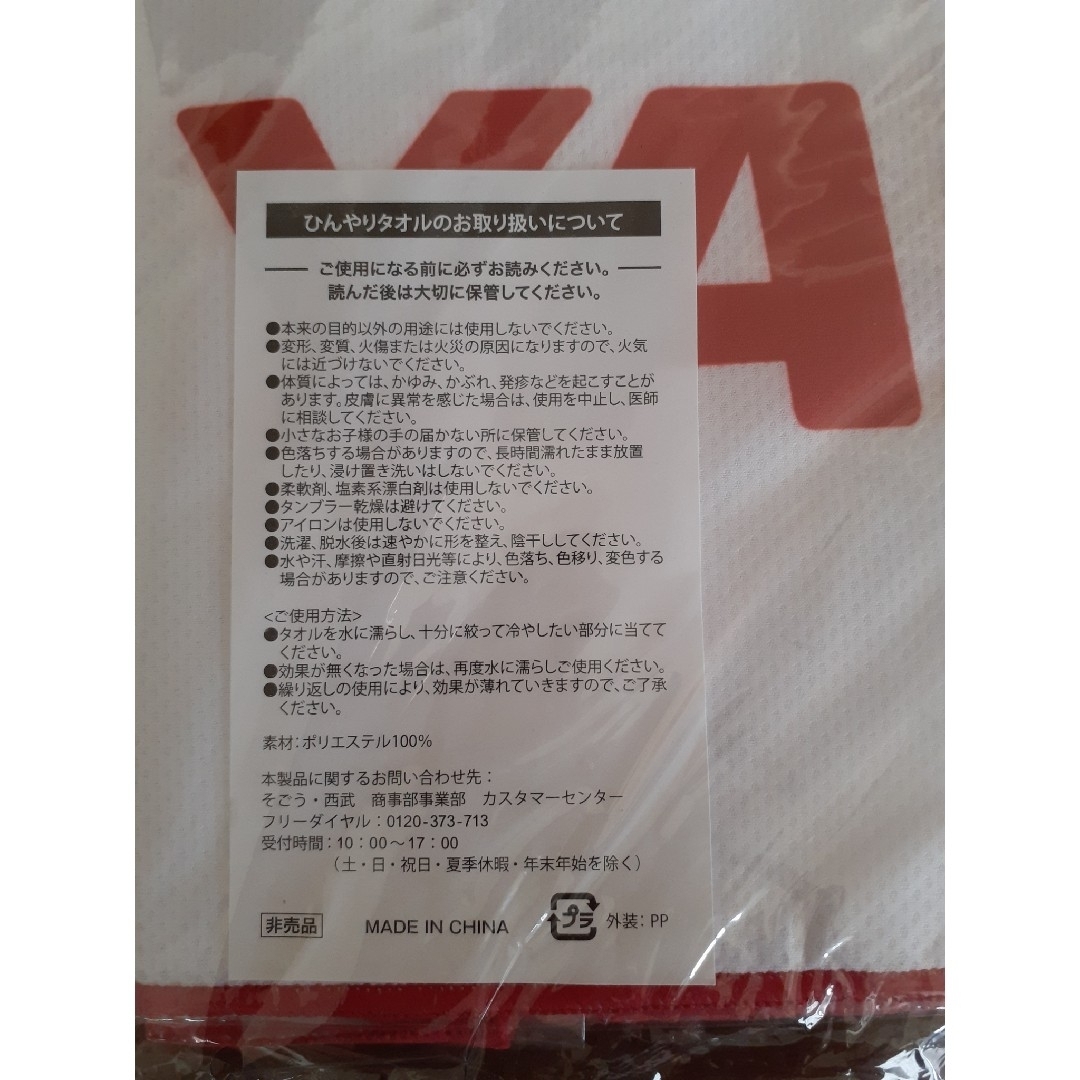 YA
ひんやりタオルのお取り扱いについて
ご使用になる前に必ずお読みください。
読んだ後は大切に保管してください。
●本来の目的以外の用途には使用しないでください。
●変形、変質、火傷または火災の原因になりますので、火気
には近づけないでください。
●体質によっては、かゆみ、かぶれ、発疹などを起こすことが
あります。皮膚に異常を感じた場合は、使用を中止し、医師
に相談してください。
●小さなお子様の手の届かない所に保管してください。
●色落ちする場合がありますので、長時間濡れたまま放置
したり、浸け置き洗いはしないでください。
●柔軟剤、塩素系漂白剤は使用しないでください。
●タンブラー乾燥は避けてください。
●アイロンは使用しないでください。
●洗濯、脱水後は速やかに形を整え、陰干ししてください。
●水や汗、摩擦や直射日光等により、色落ち、色移り、変色する
場合がありますので、ご注意ください。
<ご使用方法>
●タオルを水に濡らし、十分に絞って冷やしたい部分に当てて
ください。
●効果が無くなった場合は、再度水に濡らしご使用ください。
●繰り返しの使用により、効果が薄れていきますので、ご了承
ください。
素材：ポリエステル100%
本製品に関するお問い合わせ先：
そごう・西武　商事部事業部　カスタマーセンター
フリーダイヤル：0120-373-713
受付時間：10：00～17：00
（土・日・祝日・夏季休暇・年末年始を除く）
非売品 MADE IN CHINA プラ 外装：PP